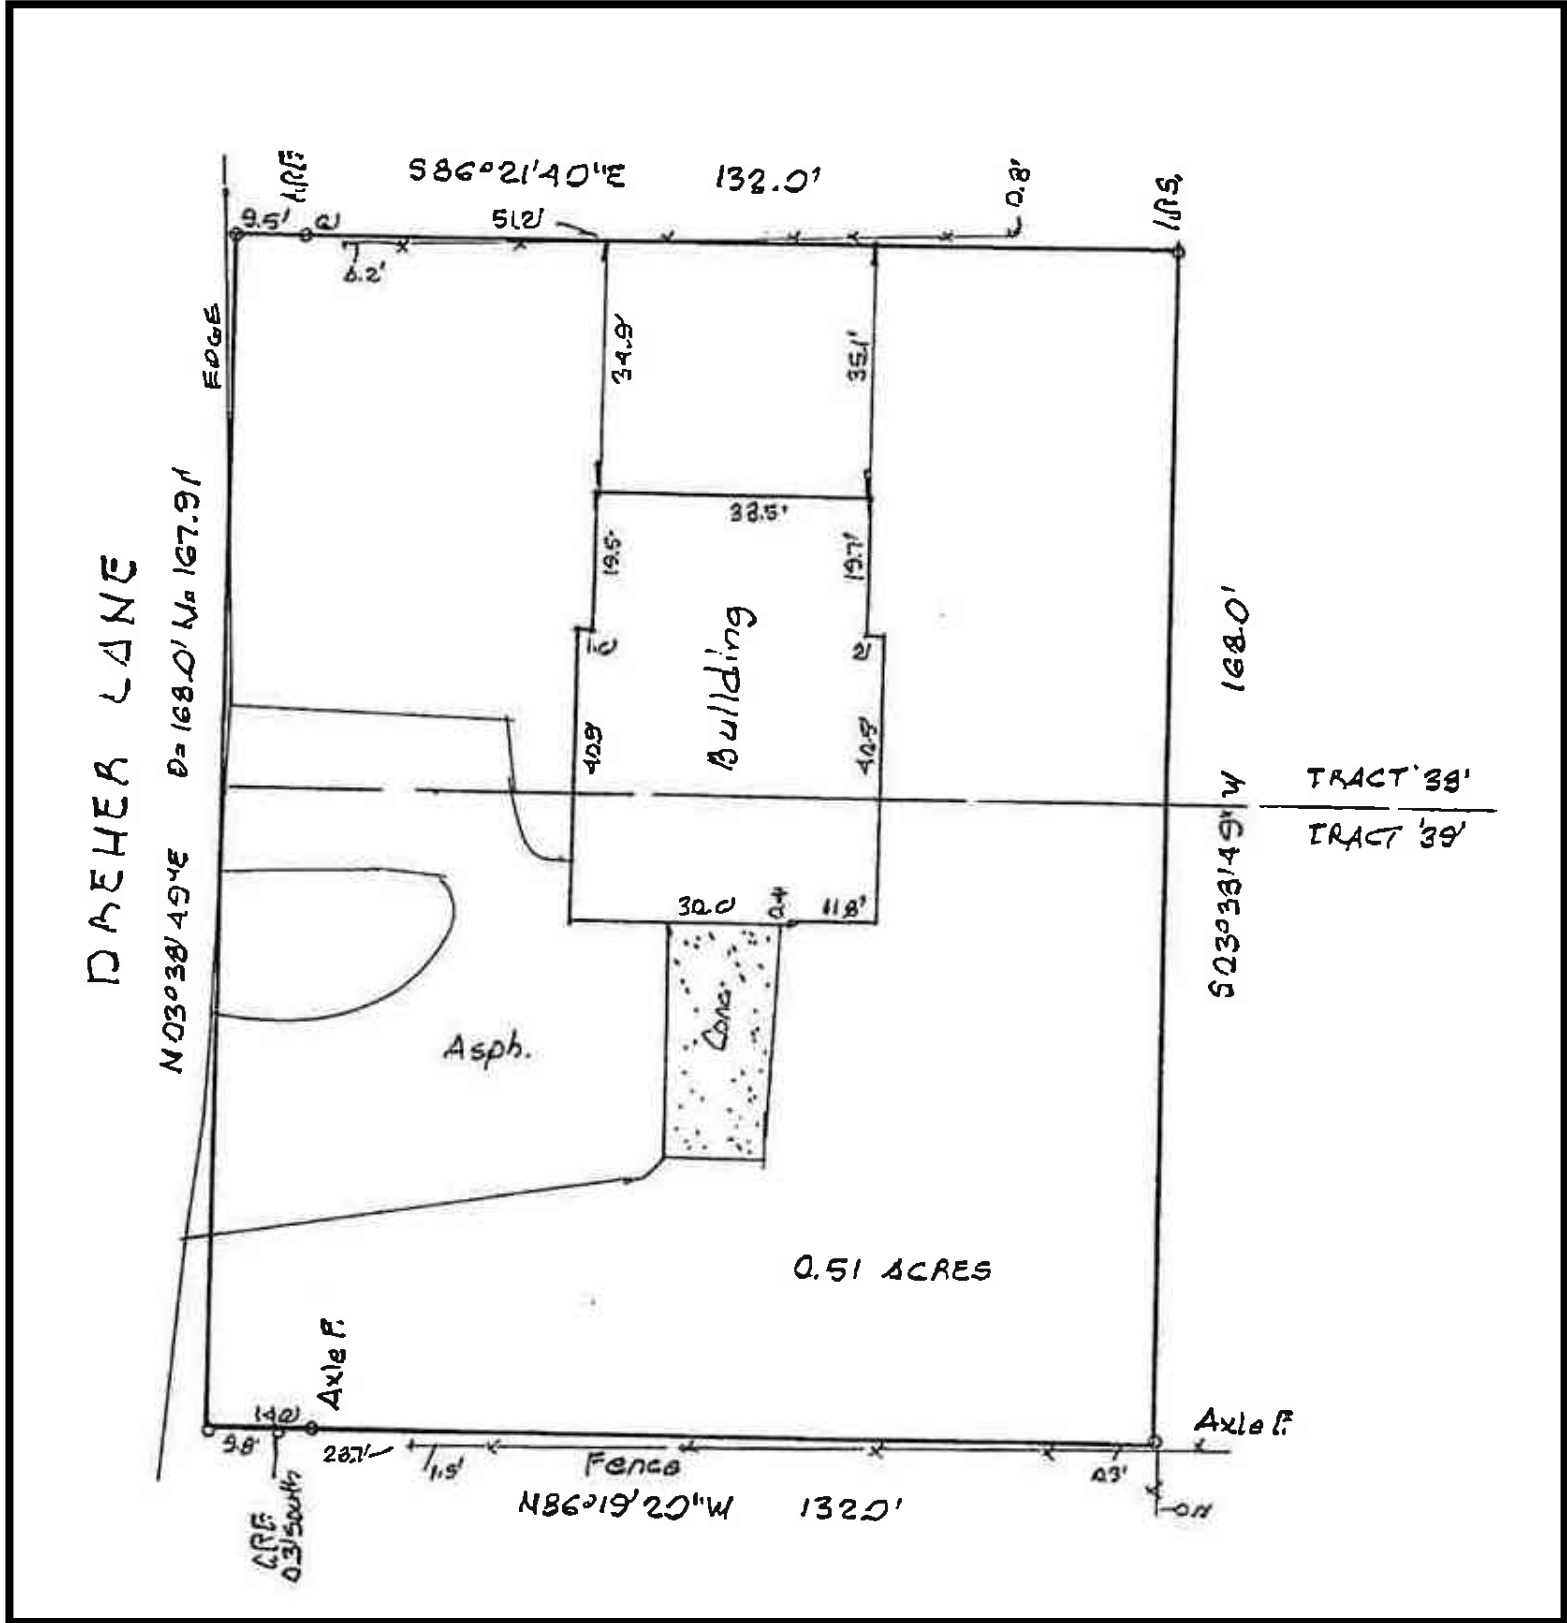 S86°21'40"E 132.0'
0.8'
I.P.S.
9.5'
51.2'
0.2'
EDGE
34.9'
35.1'
38.5'
19.5'
19.7'
1.0'
2'
Building
40.9'
40.9'
DREHER LANE
N03°38'49"E D=168.0' M=167.91'
S03°38'49"W 168.0'
TRACT '38'
TRACT '39'
30.0'
0.4'
11.8'
Conc.
Asph.
0.51 ACRES
Axle F.
14.0'
9.8'
28.7'
1.5'
Fence
0.3'
Axle F.
0.3' South
N86°19'20"W 132.0'
ON